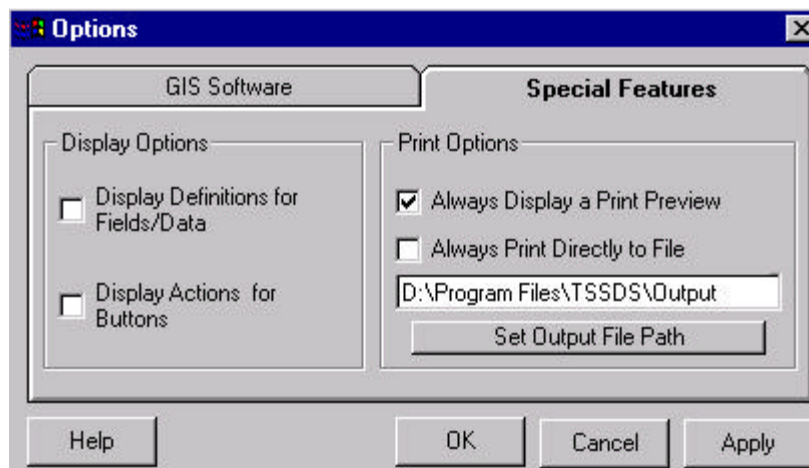 Options
GIS Software
Special Features
Display Options
Display Definitions for
Fields/Data
Display Actions for
Buttons
Print Options
Always Display a Print Preview
Always Print Directly to File
D:\Program Files\TSSDS\Output
Set Output File Path
Help
OK
Cancel
Apply